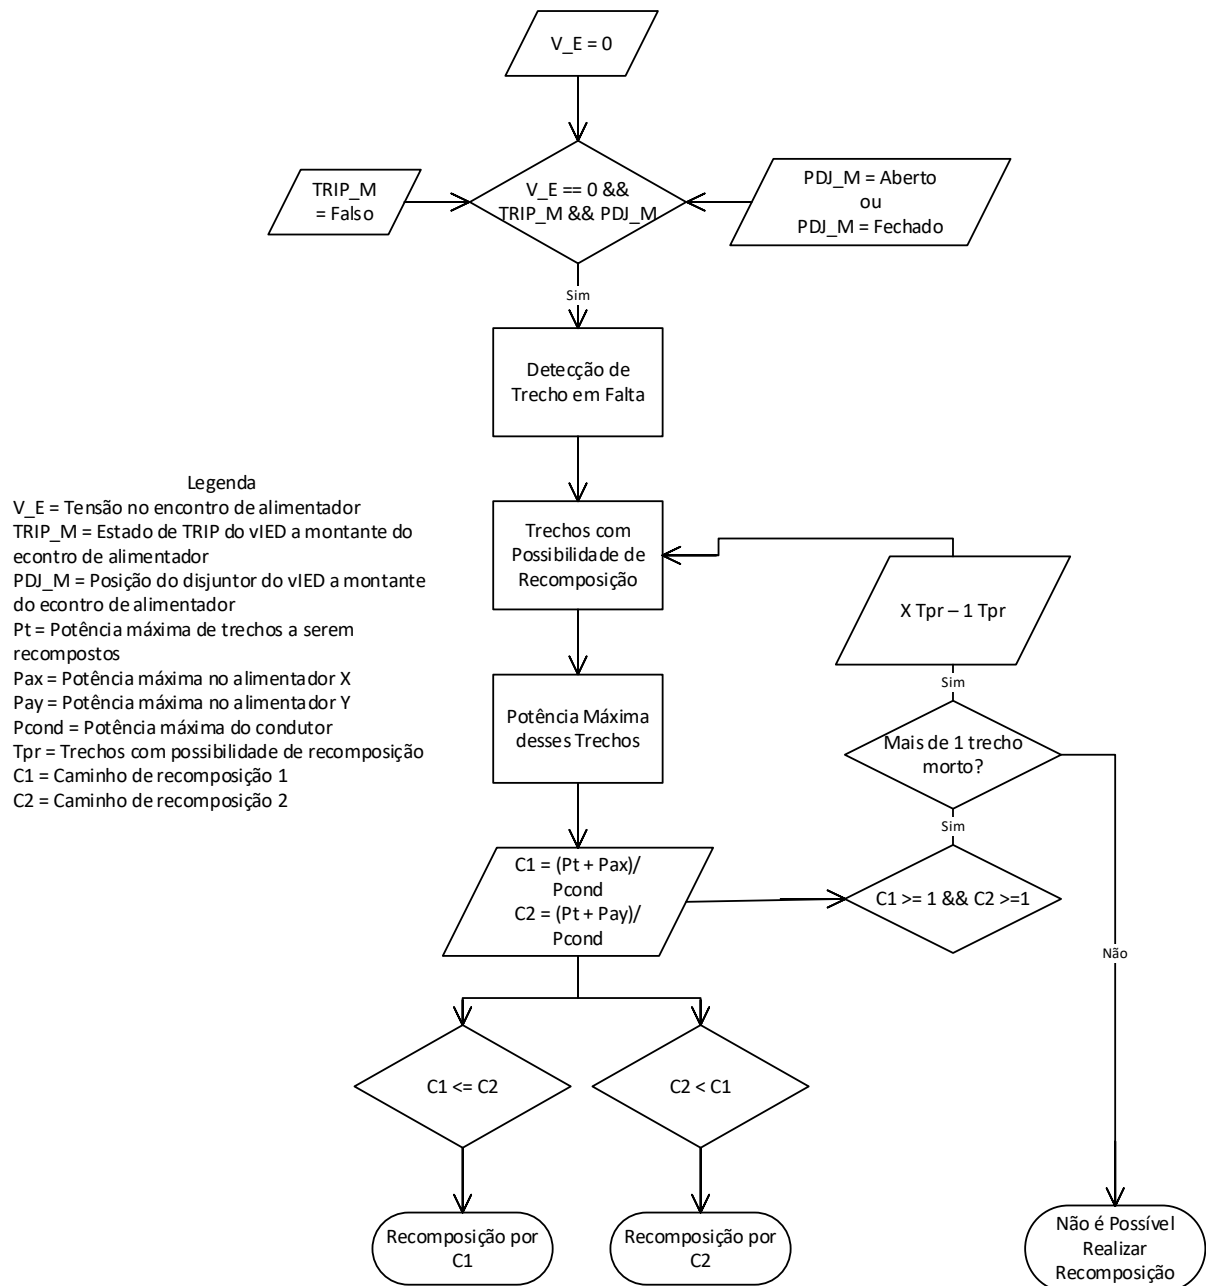 V_E = 0
TRIP_M
= Falso
V_E == 0 &&
TRIP_M && PDJ_M
PDJ_M = Aberto
ou
PDJ_M = Fechado
Sim
Detecção de
Trecho em Falta
Legenda
V_E = Tensão no encontro de alimentador
TRIP_M = Estado de TRIP do vIED a montante do
econtro de alimentador
PDJ_M = Posição do disjuntor do vIED a montante
do econtro de alimentador
Pt = Potência máxima de trechos a serem
recompostos
Pax = Potência máxima no alimentador X
Pay = Potência máxima no alimentador Y
Pcond = Potência máxima do condutor
Tpr = Trechos com possibilidade de recomposição
C1 = Caminho de recomposição 1
C2 = Caminho de recomposição 2
Trechos com
Possibilidade de
Recomposição
X Tpr – 1 Tpr
Sim
Potência Máxima
desses Trechos
Mais de 1 trecho
morto?
Sim
C1 = (Pt + Pax)/
Pcond
C2 = (Pt + Pay)/
Pcond
C1 >= 1 && C2 >=1
Não
C1 <= C2
C2 < C1
Recomposição por
C1
Recomposição por
C2
Não é Possível
Realizar
Recomposição